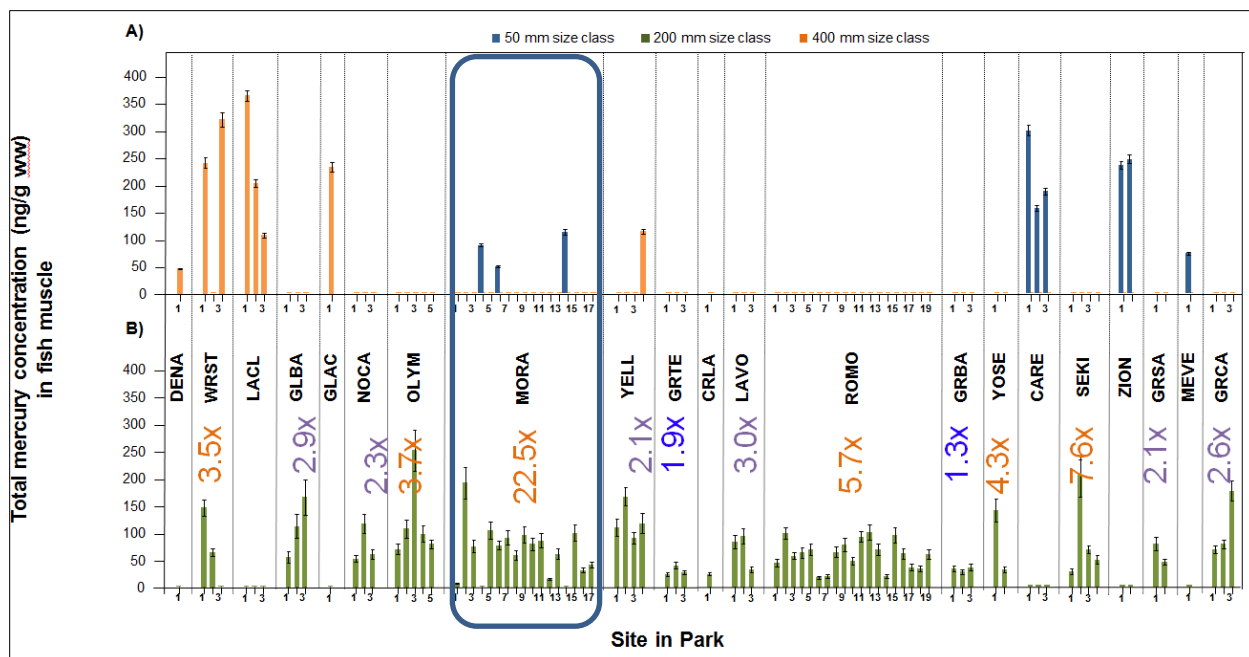 A)
50 mm size class 200 mm size class 400 mm size class
Total mercury concentration (ng/g ww)
in fish muscle
400
350
300
250
200
150
100
50
0
1 1 3 1 3 1 3 1 1 3 1 3 5 1 3 5 7 9 11 13 15 17 1 3 1 3 1 1 3 1 3 5 7 9 11 13 15 17 19 1 3 1 1 3 1 3 1 1 1 1 3
B)
DENA WRST LACL GLBA GLAC NOCA OLYM MORA YELL GRTE CRLA LAVO ROMO GRBA YOSE CARE SEKI ZION GRSA MEVE GRCA
3.5x 2.9x 2.3x 3.7x 22.5x 2.1x 1.9x 3.0x 5.7x 1.3x 4.3x 7.6x 2.1x 2.6x
400
350
300
250
200
150
100
50
0
1 1 3 1 3 1 3 1 1 3 1 3 5 1 3 5 7 9 11 13 15 17 1 3 1 3 1 1 3 1 3 5 7 9 11 13 15 17 19 1 3 1 1 3 1 3 1 1 1 1 3
Site in Park